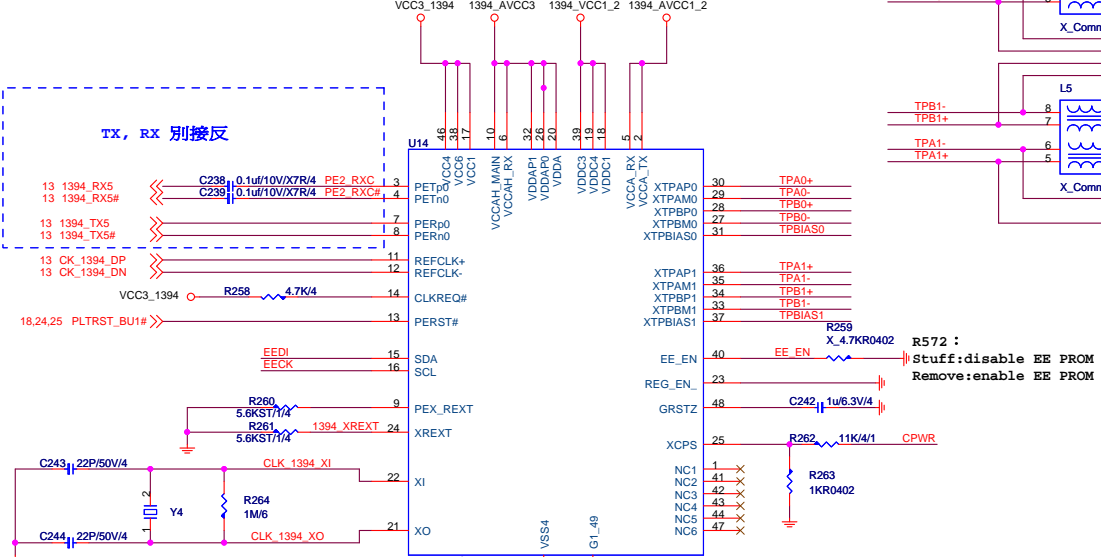 VCC3_1394 1394_AVCC3 1394_VCC1_2 1394_AVCC1_2
X_Comm
TX, RX 別接反
U14
46 VCC4
38 VCC6
17 VCC1
10 VCCAH_MAIN
6 VCCAH_RX
32 VDDAP1
26 VDDAP0
20 VDDA
39 VDDC3
19 VDDC4
18 VDDC1
5 VCCA_RX
2 VCCA_TX
13 1394_RX5 C238 0.1uf/10V/X7R/4 PE2_RXC 3 PETp0
13 1394_RX5# C239 0.1uf/10V/X7R/4 PE2_RXC# 4 PETn0
13 1394_TX5 7 PERp0
13 1394_TX5# 8 PERn0
13 CK_1394_DP 11 REFCLK+
13 CK_1394_DN 12 REFCLK-
VCC3_1394 R258 4.7K/4 14 CLKREQ#
18,24,25 PLTRST_BU1# 13 PERST#
EEDI 15 SDA
EECK 16 SCL
R260 5.6KST/1/4 9 PEX_REXT
R261 5.6KST/1/4 1394_XREXT 24 XREXT
C243 22P/50V/4 CLK_1394_XI 22 XI
2 Y4 1
R264
1M/6
C244 22P/50V/4 CLK_1394_XO 21 XO
VSS4
G1_49
XTPAP0 30 TPA0+
XTPAM0 29 TPA0-
XTPBP0 28 TPB0+
XTPBM0 27 TPB0-
XTPBIAS0 31 TPBIAS0
XTPAP1 36 TPA1+
XTPAM1 35 TPA1-
XTPBP1 34 TPB1+
XTPBM1 33 TPB1-
XTPBIAS1 37 TPBIAS1
R259
X_4.7KR0402
EE_EN 40 EE_EN
REG_EN_ 23
GRSTZ 48 C242 1u/6.3V/4
XCPS 25 R262 11K/4/1 CPWR
R263
1KR0402
NC1 1
NC2 41
NC3 42
NC4 43
NC5 44
NC6 47
R572：
Stuff:disable EE PROM
Remove:enable EE PROM
L5
TPB1- 8
TPB1+ 7
TPA1- 6
TPA1+ 5
X_Comm